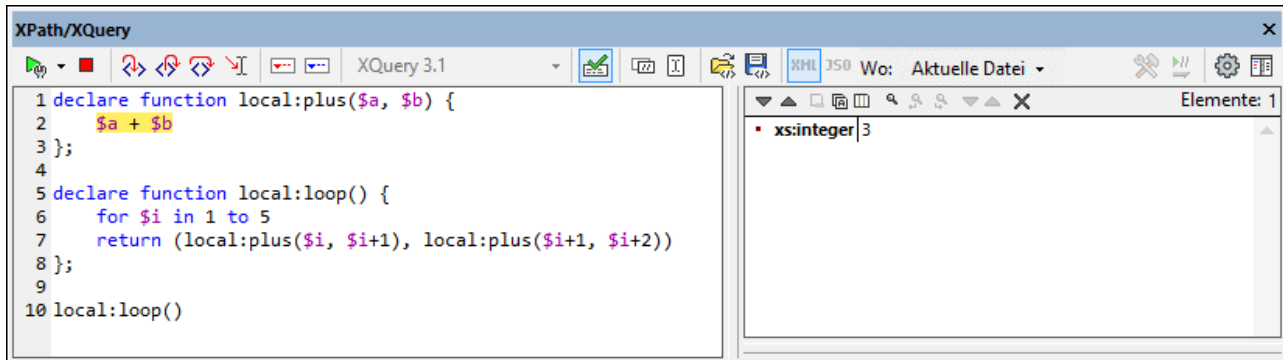 XPath/XQuery
XQuery 3.1
XML
JSO
Wo: Aktuelle Datei
1 declare function local:plus($a, $b) {
2     $a + $b
3 };
4
5 declare function local:loop() {
6     for $i in 1 to 5
7     return (local:plus($i, $i+1), local:plus($i+1, $i+2))
8 };
9
10 local:loop()
Elemente: 1
xs:integer 3